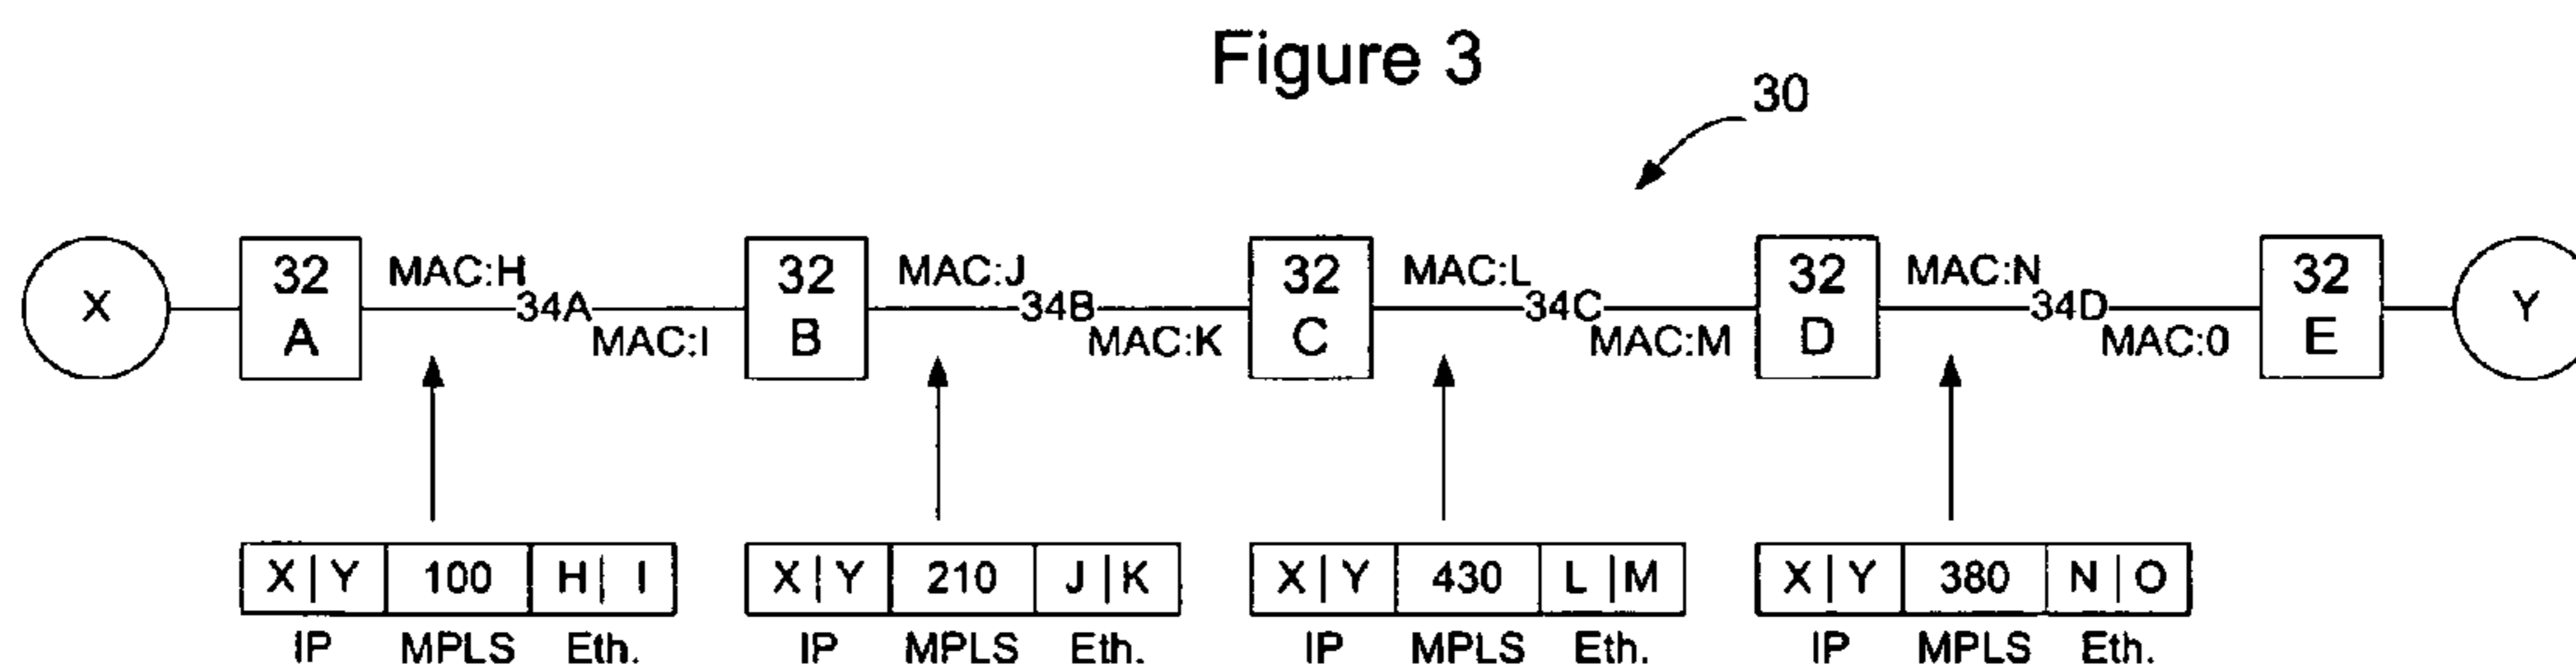 Figure 3
30
X
32
A
MAC:H
34A
MAC:I
32
B
MAC:J
34B
MAC:K
32
C
MAC:L
34C
MAC:M
32
D
MAC:N
34D
MAC:0
32
E
Y
X | Y 100 H | I
IP MPLS Eth.
X | Y 210 J | K
IP MPLS Eth.
X | Y 430 L | M
IP MPLS Eth.
X | Y 380 N | O
IP MPLS Eth.